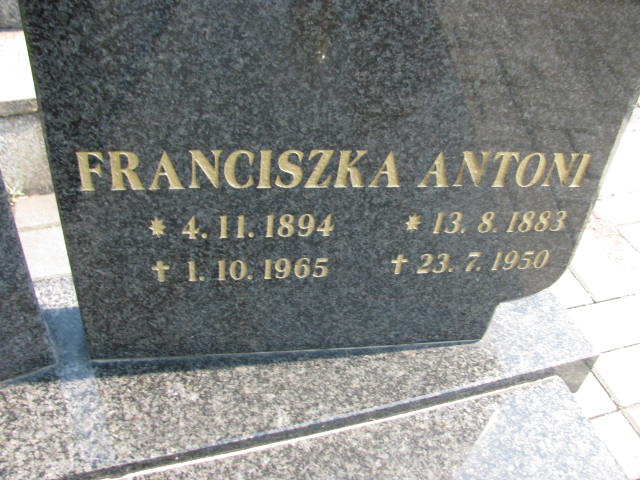 FRANCISZKA ANTONI
* 4. 11. 1894 * 13. 8. 1883
† 1. 10. 1965 † 23. 7. 1950